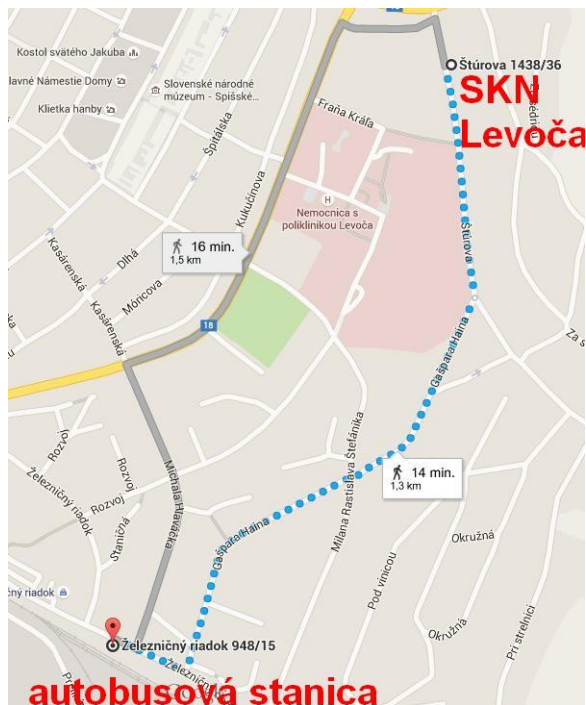 18
Kostol svätého Jakuba
Štúrova 1438/36
SKN
Levoča
lavné Námestie Domy
Slovenské národné
múzeum - Spišské...
Klietka hanby
Fraňa Kráľa
Špitálska
Kukučínova
Nemocnica s
poliklinikou Levoča
H
16 min.
1,5 km
Dlhá
Kasárenská
Móricova
Štúrova
Kasárenská
18
Gašpara Haina
Za š
Milana Rastislava Štefánika
Rozvoj
14 min.
1,3 km
Rozvoj
Železničný riadok
Michala Hlaváčka
Rozvoj
Staničná
Gašpara Haina
Okružná
Pod vinicou
Okružná
Pri strelnici
čný riadok
Železničný riadok 948/15
autobusová stanica